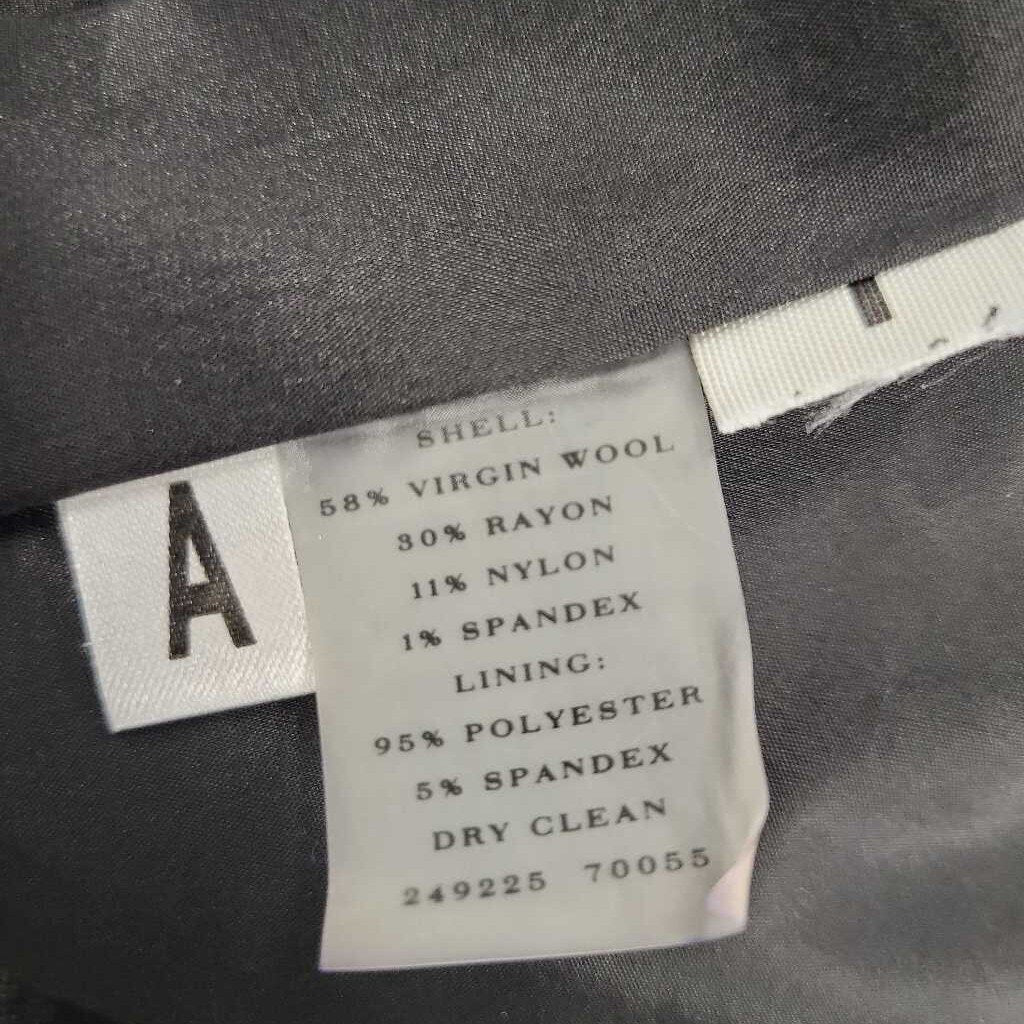 SHELL:
58% VIRGIN WOOL
30% RAYON
11% NYLON
1% SPANDEX
LINING:
95% POLYESTER
5% SPANDEX
DRY CLEAN
249225 70055
A